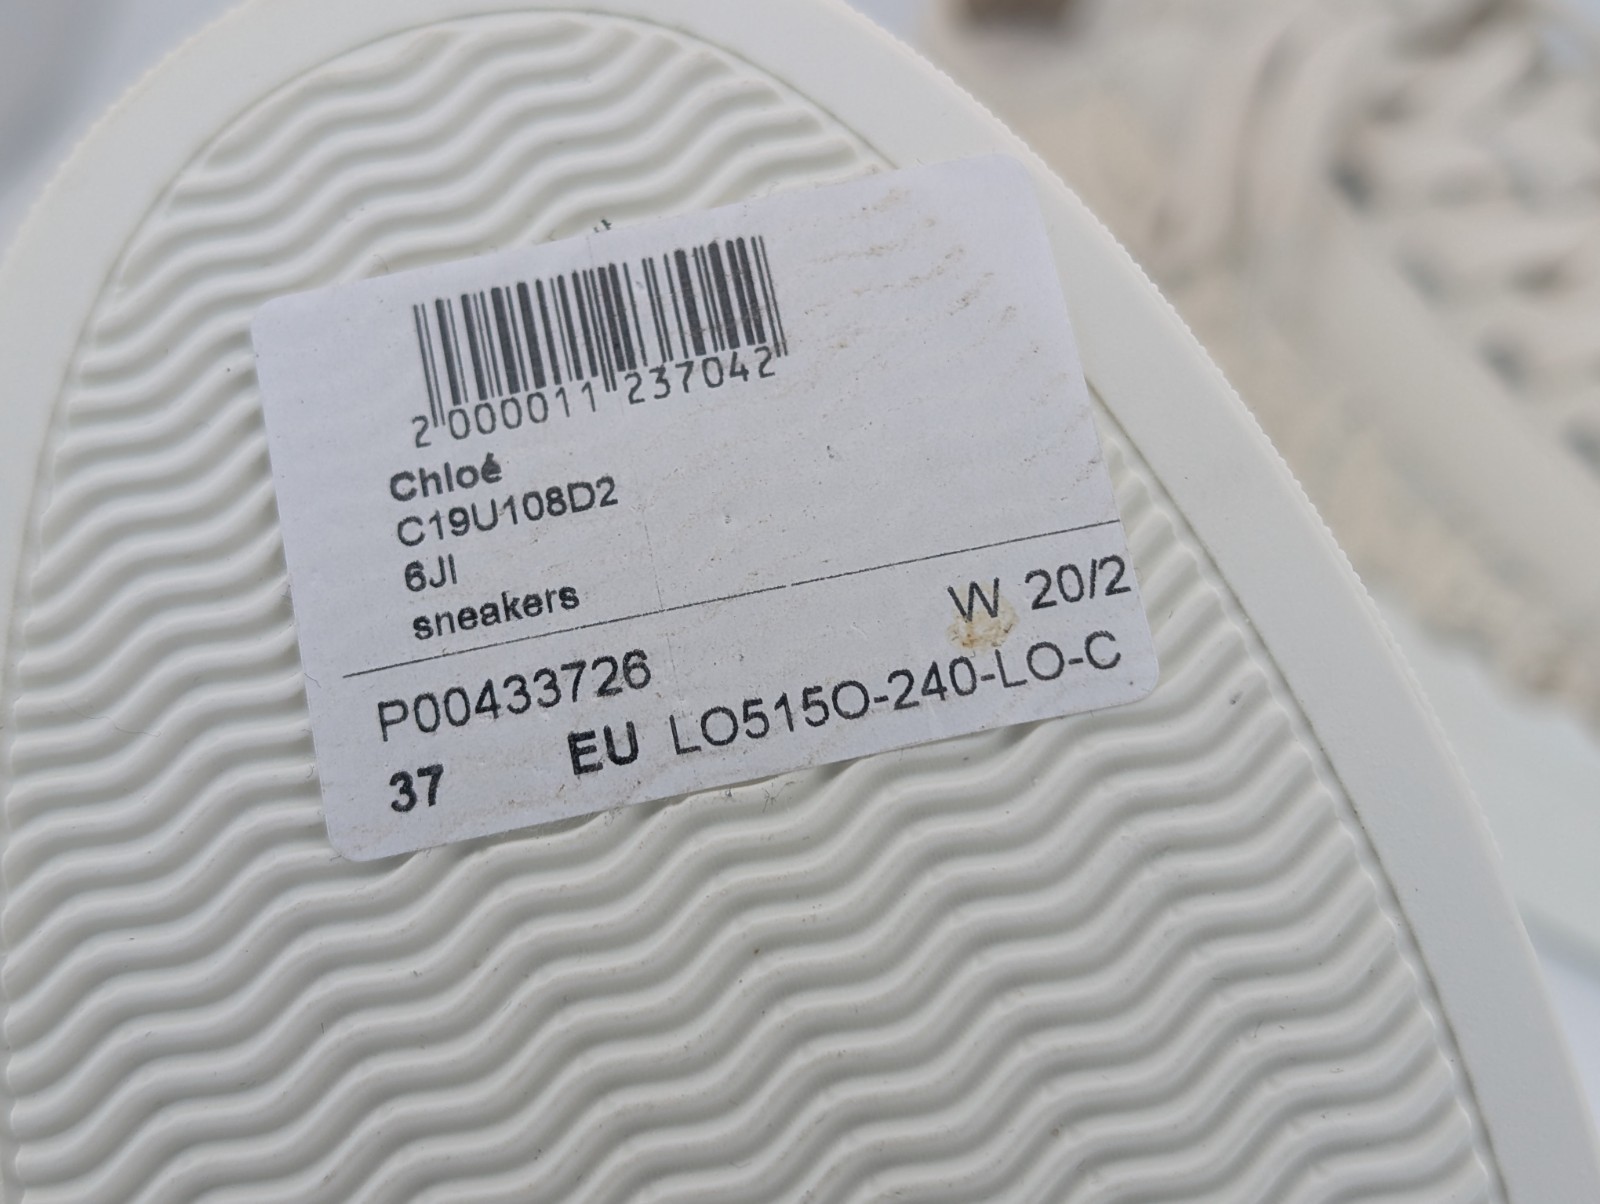 2 000011 237042
Chloé
C19U108D2
6JI
sneakers
W 20/2
P00433726
37 EU LO515O-240-LO-C